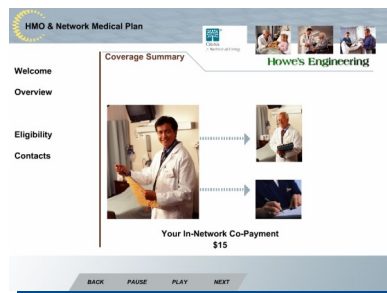 HMO & Network Medical Plan
CIGNA
Coverage Summary
Howe's Engineering
Welcome
Overview
Eligibility
Contacts
Your In-Network Co-Payment
$15
BACK PAUSE PLAY NEXT